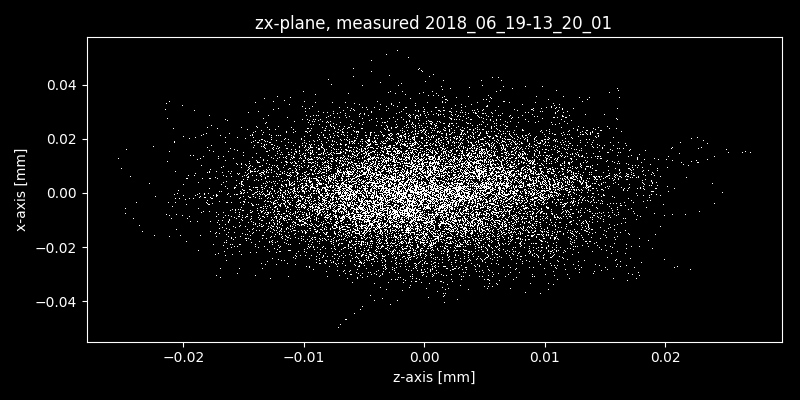 zx-plane, measured 2018_06_19-13_20_01
0.04
0.02
0.00
−0.02
−0.04
x-axis [mm]
−0.02 −0.01 0.00 0.01 0.02
z-axis [mm]